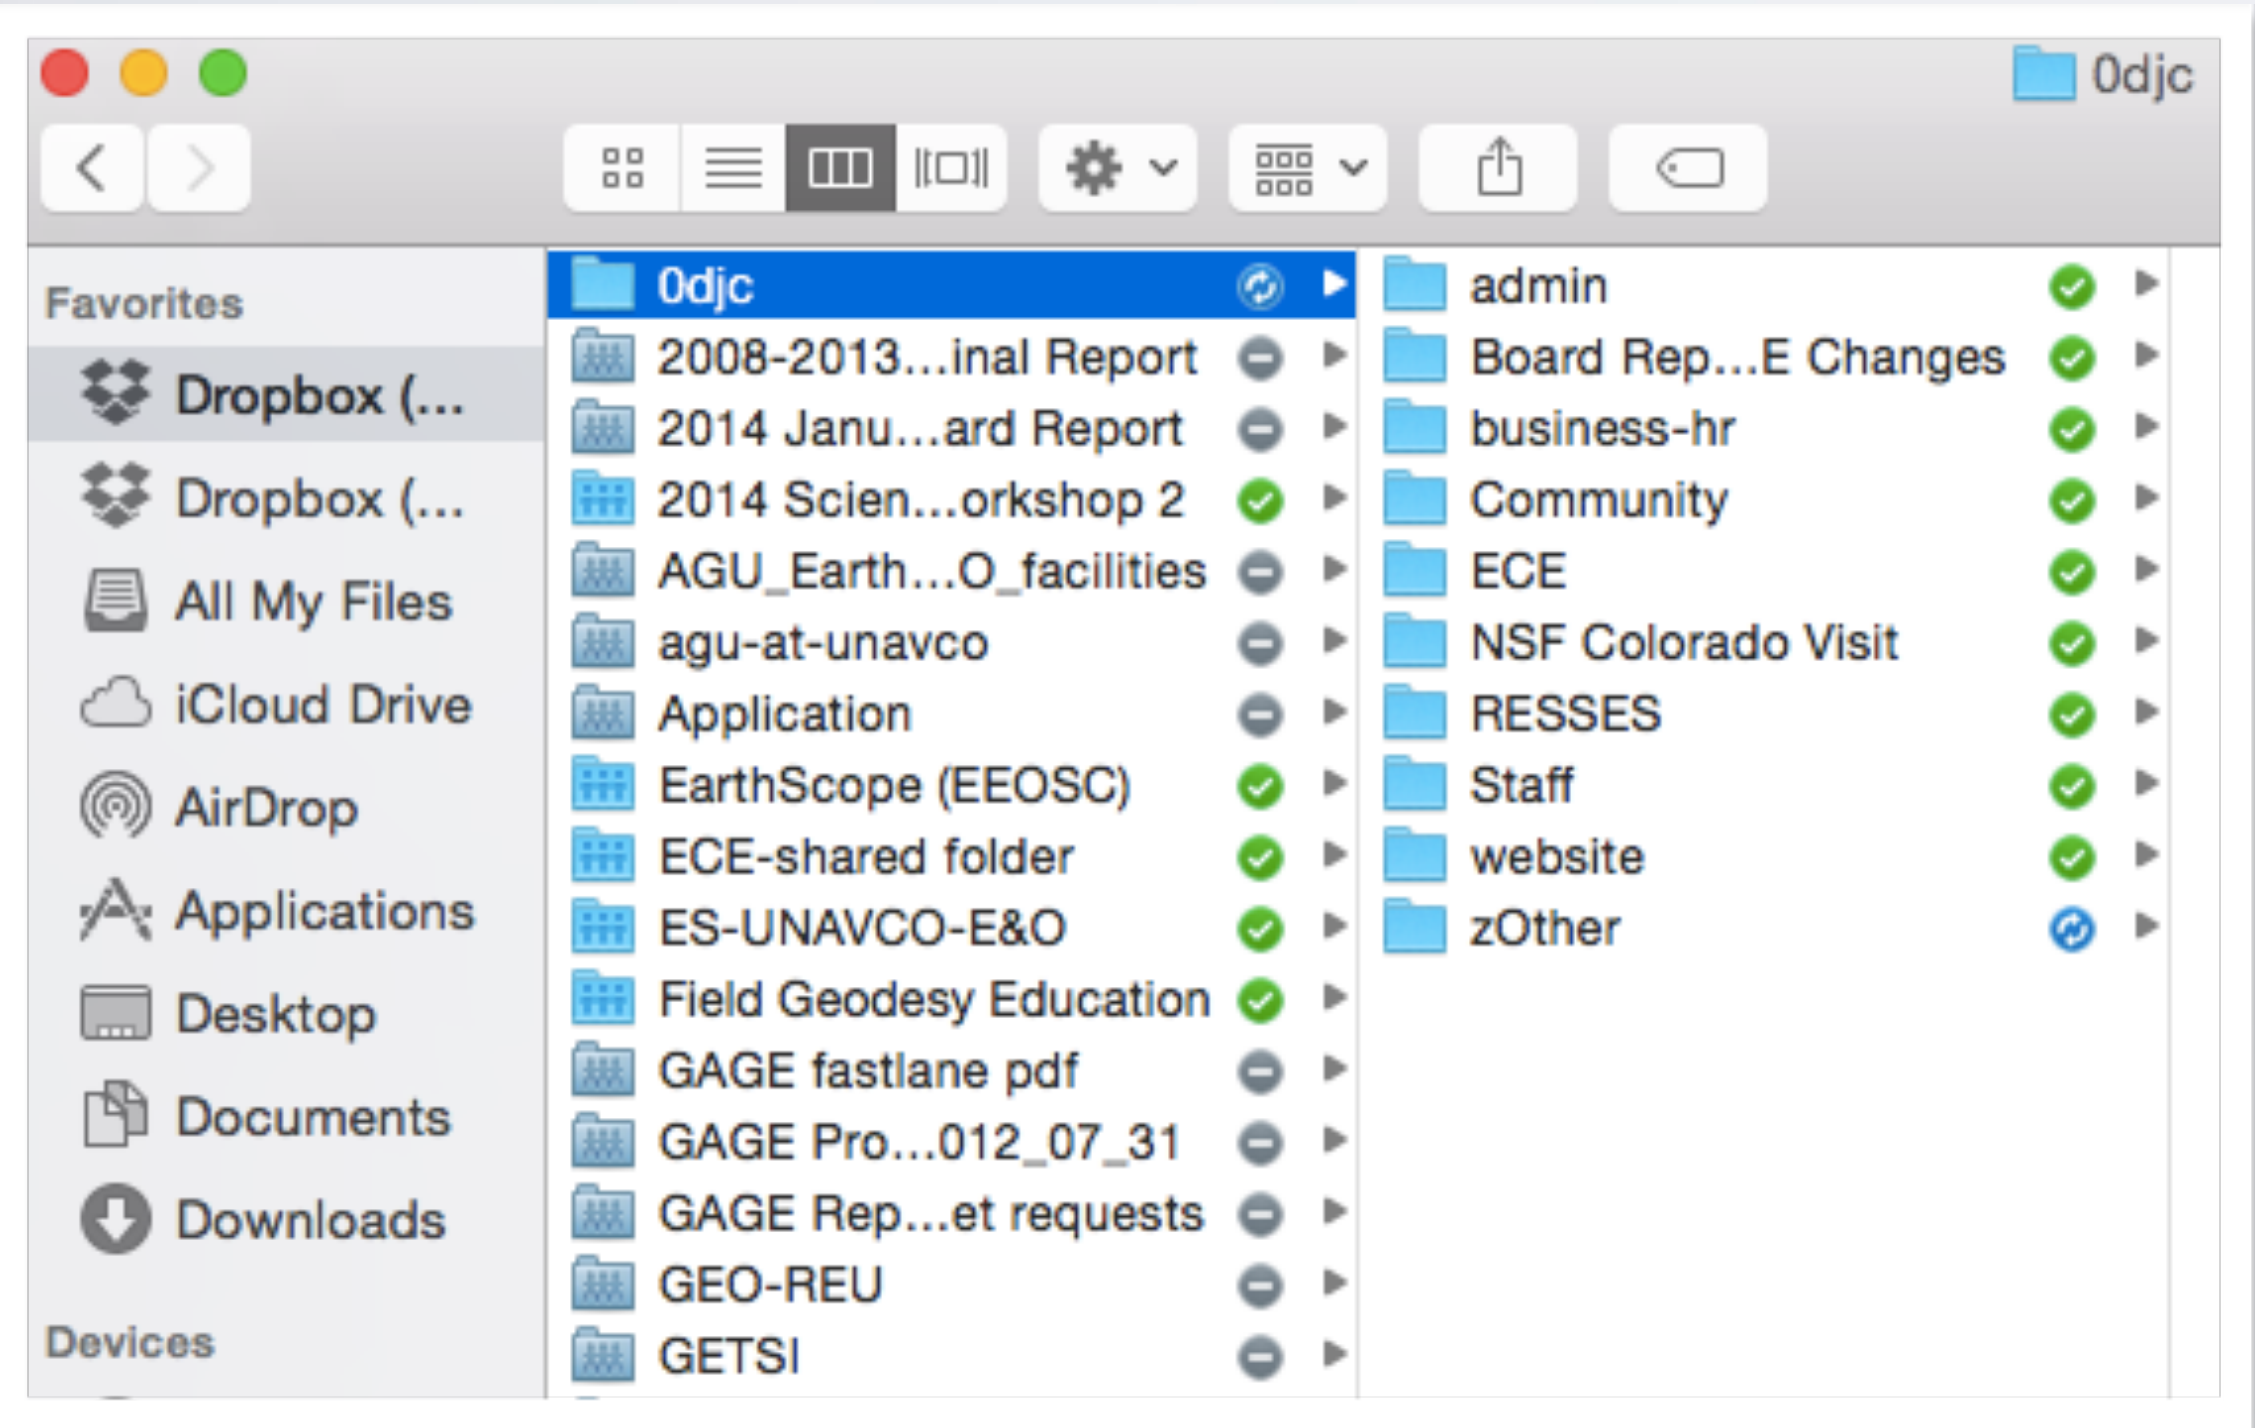 0djc
Favorites
Dropbox (...
Dropbox (...
All My Files
iCloud Drive
AirDrop
Applications
Desktop
Documents
Downloads
Devices
0djc
2008-2013...inal Report
2014 Janu...ard Report
2014 Scien...orkshop 2
AGU_Earth...O_facilities
agu-at-unavco
Application
EarthScope (EEOSC)
ECE-shared folder
ES-UNAVCO-E&O
Field Geodesy Education
GAGE fastlane pdf
GAGE Pro...012_07_31
GAGE Rep...et requests
GEO-REU
GETSI
admin
Board Rep...E Changes
business-hr
Community
ECE
NSF Colorado Visit
RESSES
Staff
website
zOther